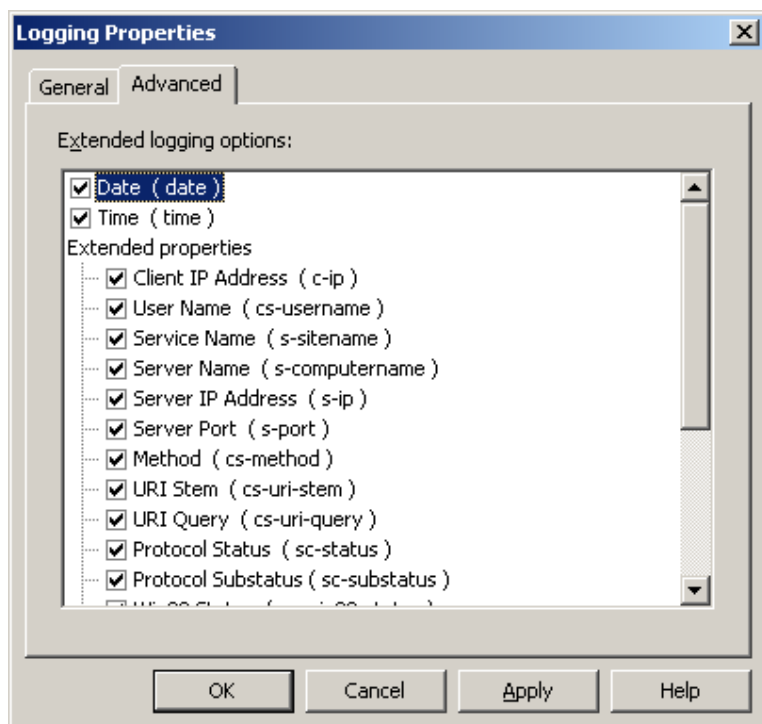 Logging Properties
General Advanced
Extended logging options:
Date ( date )
Time ( time )
Extended properties
Client IP Address ( c-ip )
User Name ( cs-username )
Service Name ( s-sitename )
Server Name ( s-computername )
Server IP Address ( s-ip )
Server Port ( s-port )
Method ( cs-method )
URI Stem ( cs-uri-stem )
URI Query ( cs-uri-query )
Protocol Status ( sc-status )
Protocol Substatus ( sc-substatus )
OK Cancel Apply Help